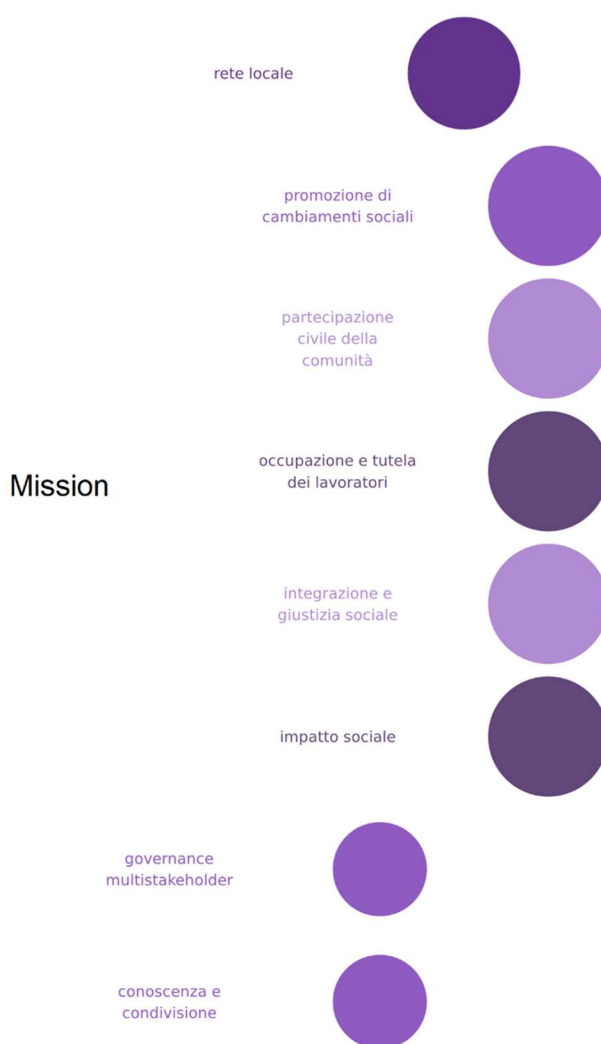 rete locale
promozione di
cambiamenti sociali
partecipazione
civile della
comunità
occupazione e tutela
dei lavoratori
Mission
integrazione e
giustizia sociale
impatto sociale
governance
multistakeholder
conoscenza e
condivisione